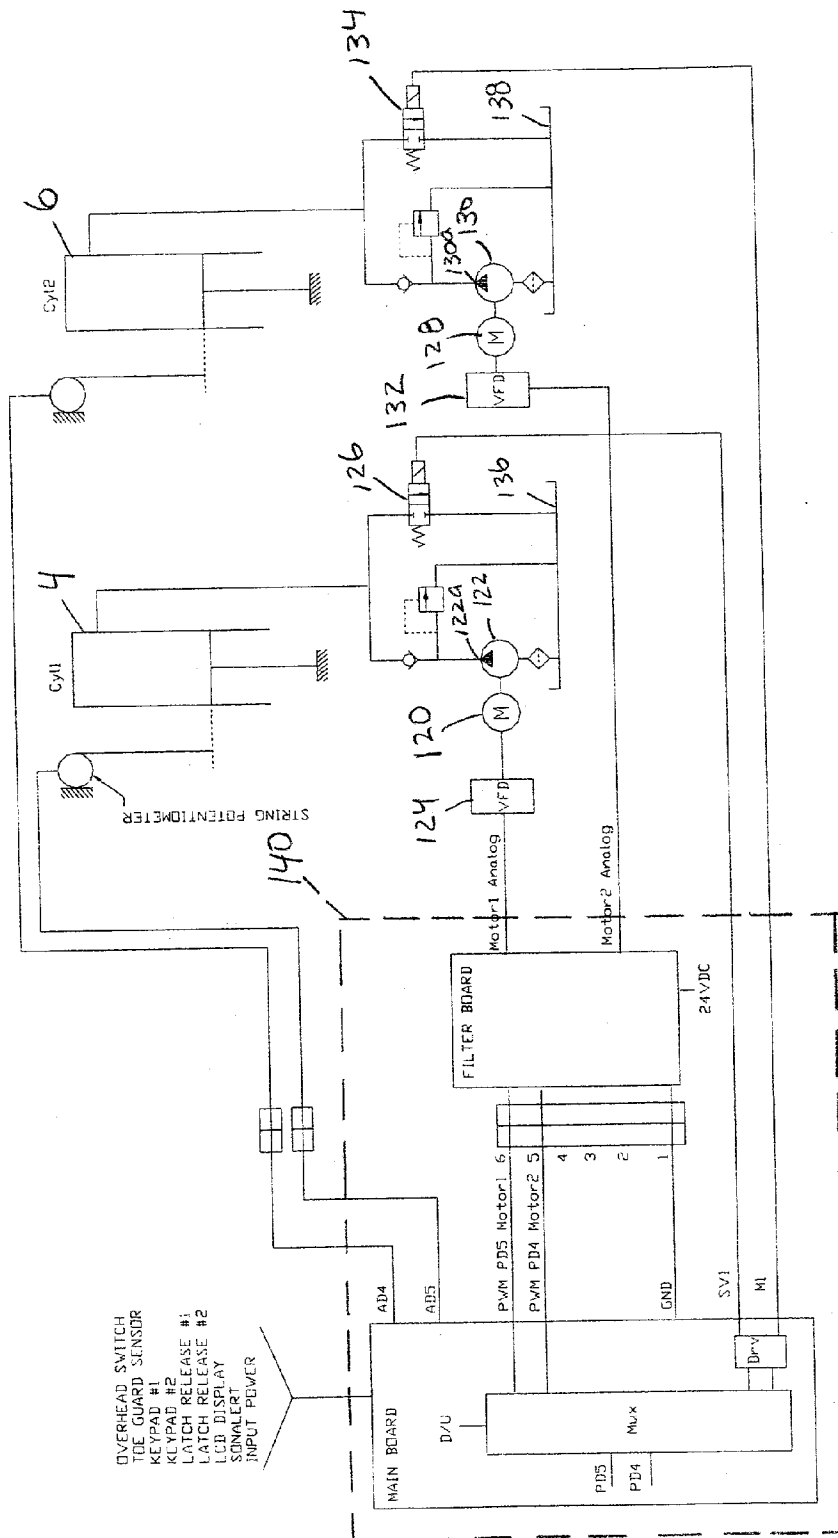 134
6
Cyl2
138
130
130a
M
128
132
VFD
4
Cyl1
126
136
122
122a
M
120
124
VFD
STRING POTENTIOMETER
140
Motor1 Analog
Motor2 Analog
FILTER BOARD
24VDC
6
5
4
3
2
1
PWM PD5 Motor1
PWM PD4 Motor2
GND
SV1
M1
AD4
AD5
OVERHEAD SWITCH
TOE GUARD SENSOR
KEYPAD #1
KEYPAD #2
LATCH RELEASE #1
LATCH RELEASE #2
LCD DISPLAY
SONALERT
INPUT POWER
MAIN BOARD
D/U
Mux
Drv
PD5
PD4